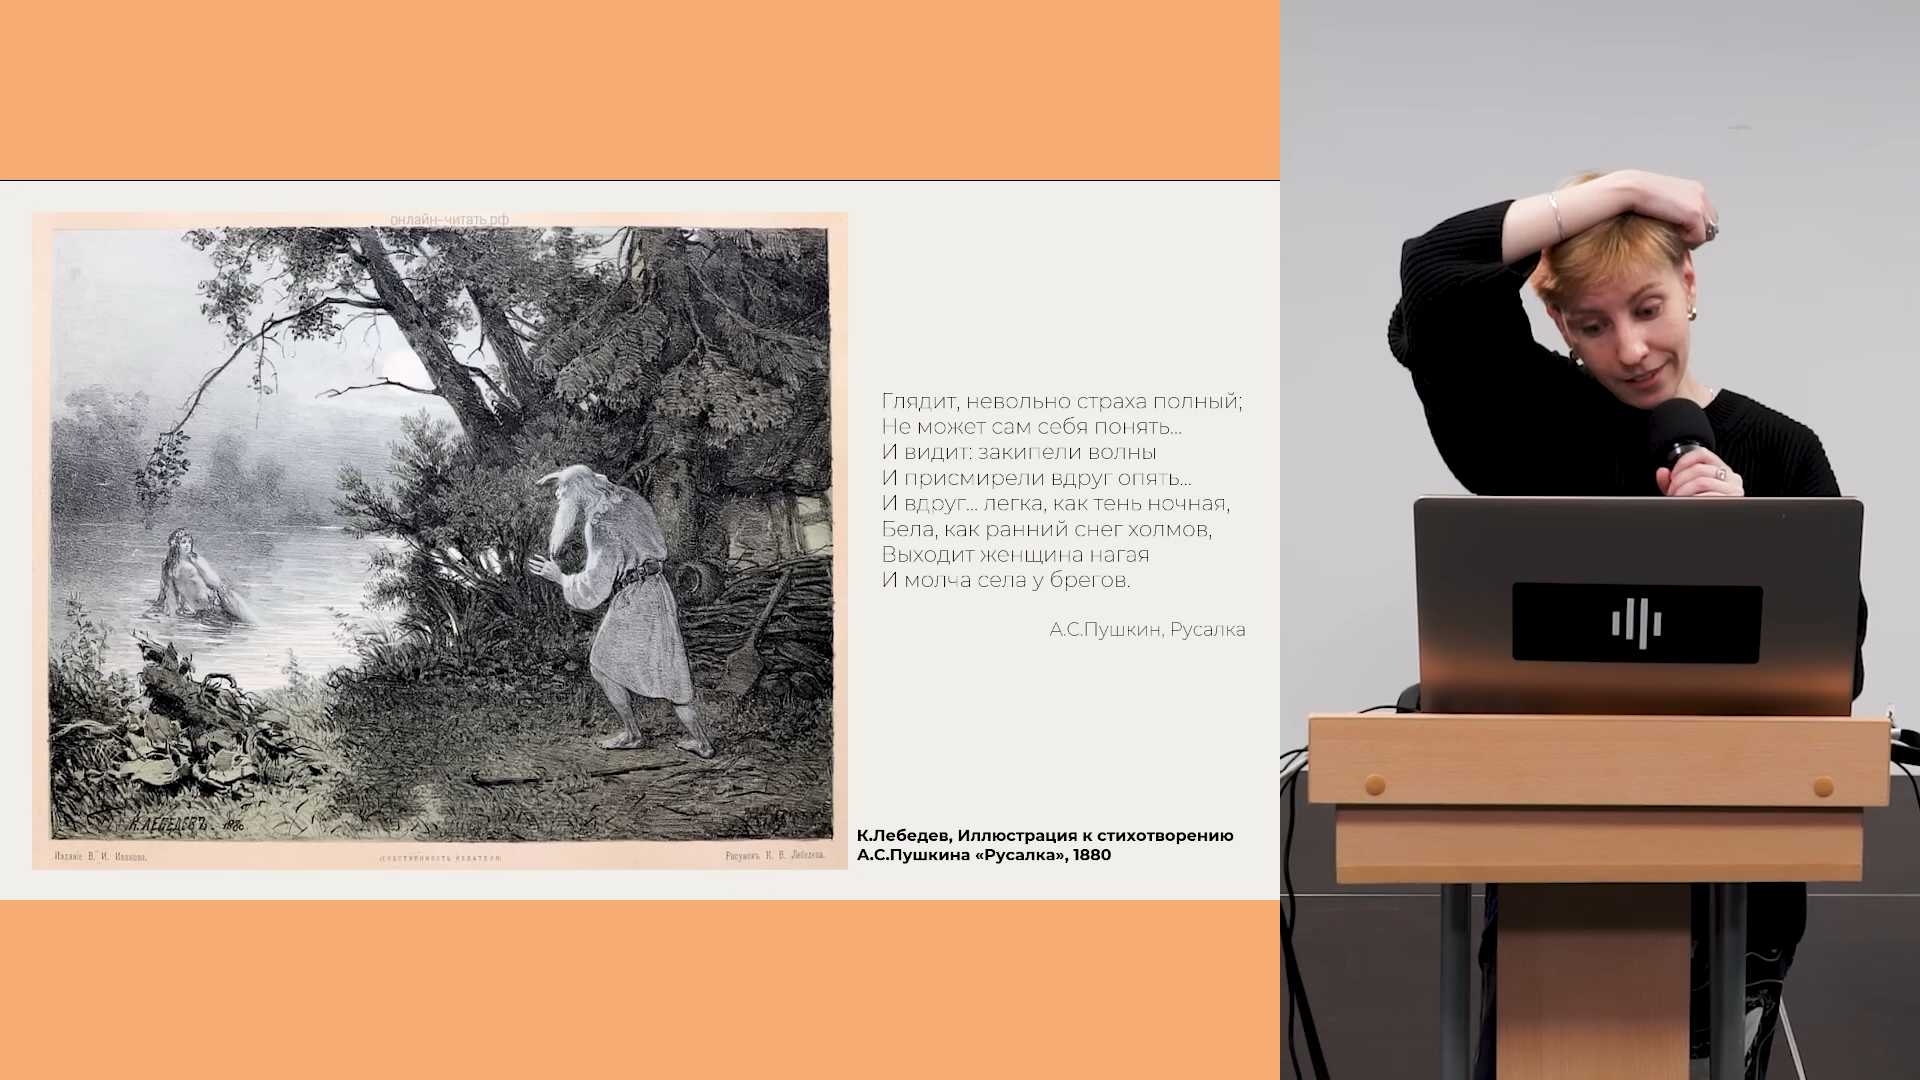 онлайн-читать.рф
Глядит, невольно страха полный;
Не может сам себя понять...
И видит: закипели волны
И присмирели вдруг опять...
И вдруг... легка, как тень ночная,
Бела, как ранний снег холмов,
Выходит женщина нагая
И молча села у брегов.
А.С.Пушкин, Русалка
К.ЛЕБЕДЕВЪ. 1880
Изданіе В. И. Иванова.
(СОБСТВЕННОСТЬ ИЗДАТЕЛЯ)
Рисунокъ К. В. Лебедева.
К.Лебедев, Иллюстрация к стихотворению
А.С.Пушкина «Русалка», 1880